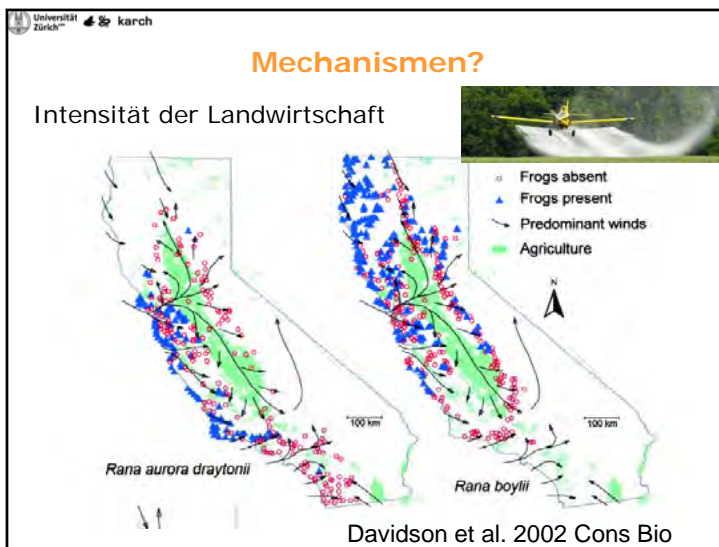 Universität
Zürich UZH
karch
Mechanismen?
Intensität der Landwirtschaft
Frogs absent
Frogs present
Predominant winds
Agriculture
N
100 km
100 km
Rana aurora draytonii
Rana boylii
Davidson et al. 2002 Cons Bio